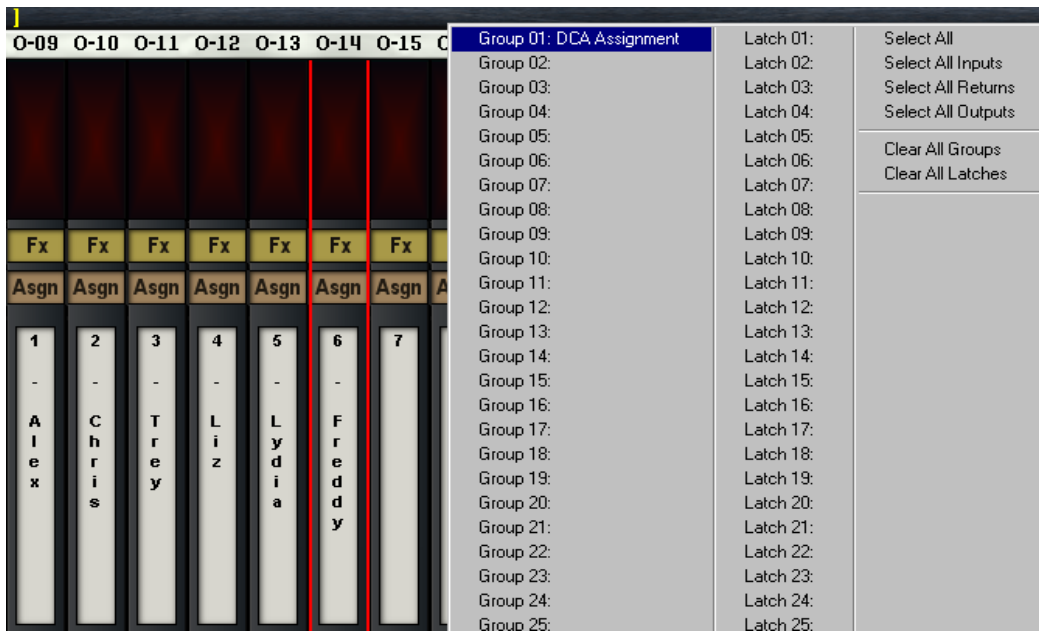 ]
O-09 O-10 O-11 O-12 O-13 O-14 O-15
Fx Fx Fx Fx Fx Fx Fx
Asgn Asgn Asgn Asgn Asgn Asgn Asgn A
1 - Alex
2 - Chris
3 - Trey
4 - Liz
5 - Lydia
6 - Freddy
7
Group 01: DCA Assignment
Group 02:
Group 03:
Group 04:
Group 05:
Group 06:
Group 07:
Group 08:
Group 09:
Group 10:
Group 11:
Group 12:
Group 13:
Group 14:
Group 15:
Group 16:
Group 17:
Group 18:
Group 19:
Group 20:
Group 21:
Group 22:
Group 23:
Group 24:
Group 25:
Latch 01:
Latch 02:
Latch 03:
Latch 04:
Latch 05:
Latch 06:
Latch 07:
Latch 08:
Latch 09:
Latch 10:
Latch 11:
Latch 12:
Latch 13:
Latch 14:
Latch 15:
Latch 16:
Latch 17:
Latch 18:
Latch 19:
Latch 20:
Latch 21:
Latch 22:
Latch 23:
Latch 24:
Latch 25:
Select All
Select All Inputs
Select All Returns
Select All Outputs
Clear All Groups
Clear All Latches